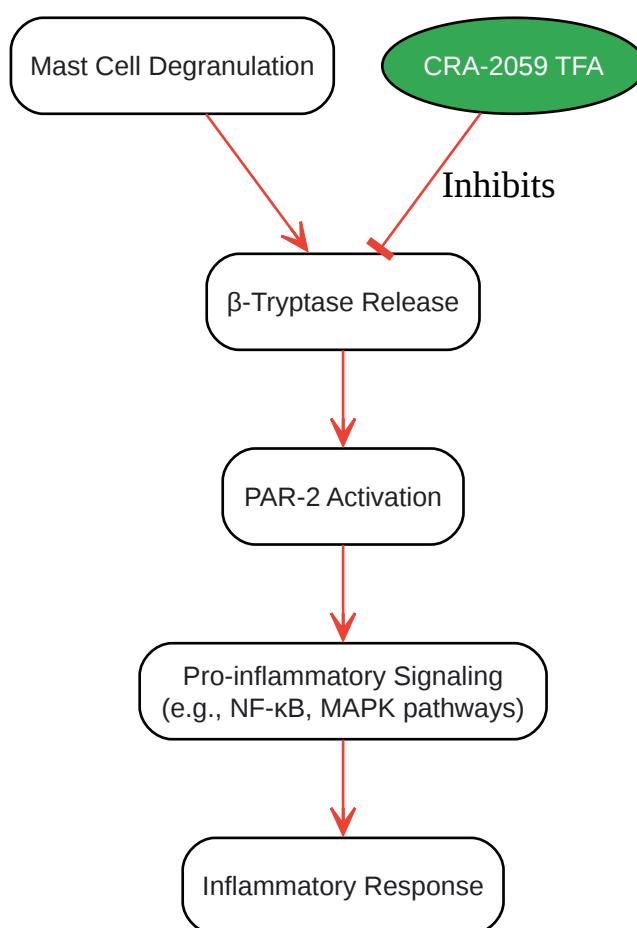 Mast Cell Degranulation
CRA-2059 TFA
Inhibits
β-Tryptase Release
PAR-2 Activation
Pro-inflammatory Signaling
(e.g., NF-κB, MAPK pathways)
Inflammatory Response